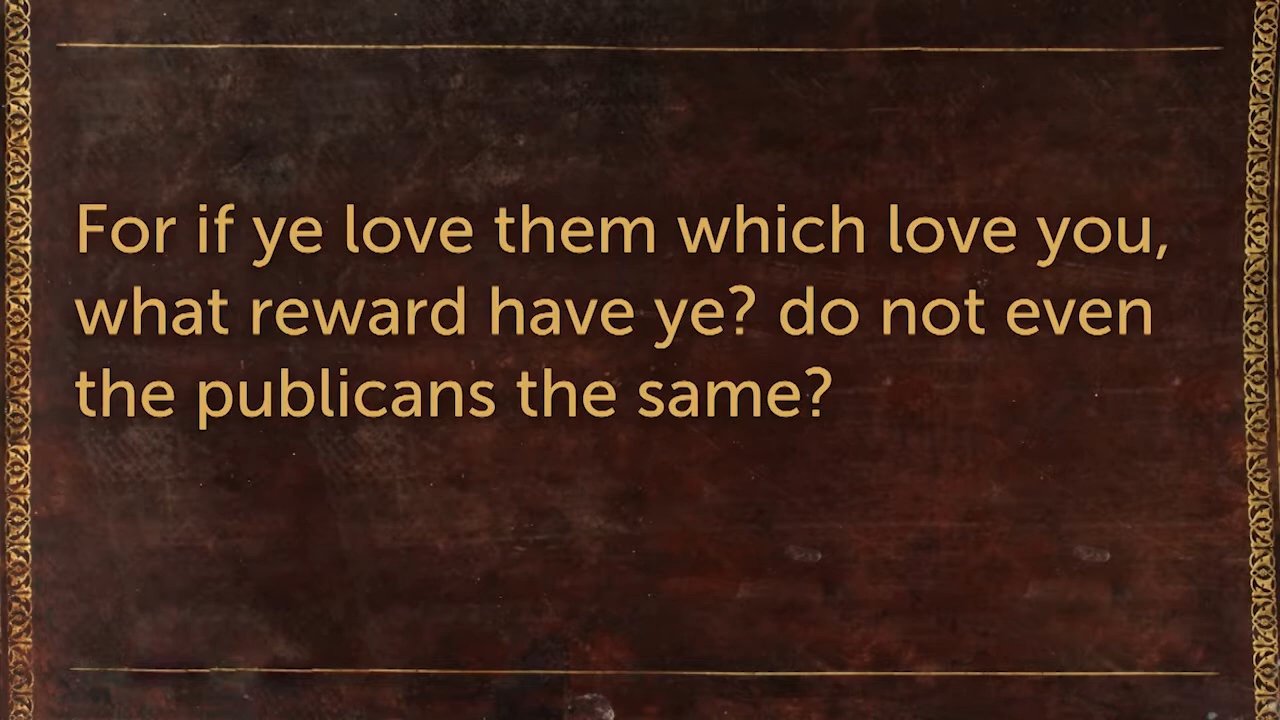 For if ye love them which love you,
what reward have ye? do not even
the publicans the same?